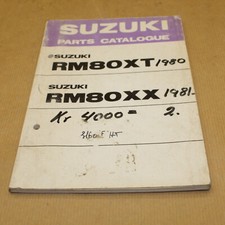 SUZUKI
PARTS CATALOGUE
SUZUKI
RM80XT 1980
SUZUKI
RM80XX 1981-
Kr 4000= 2.